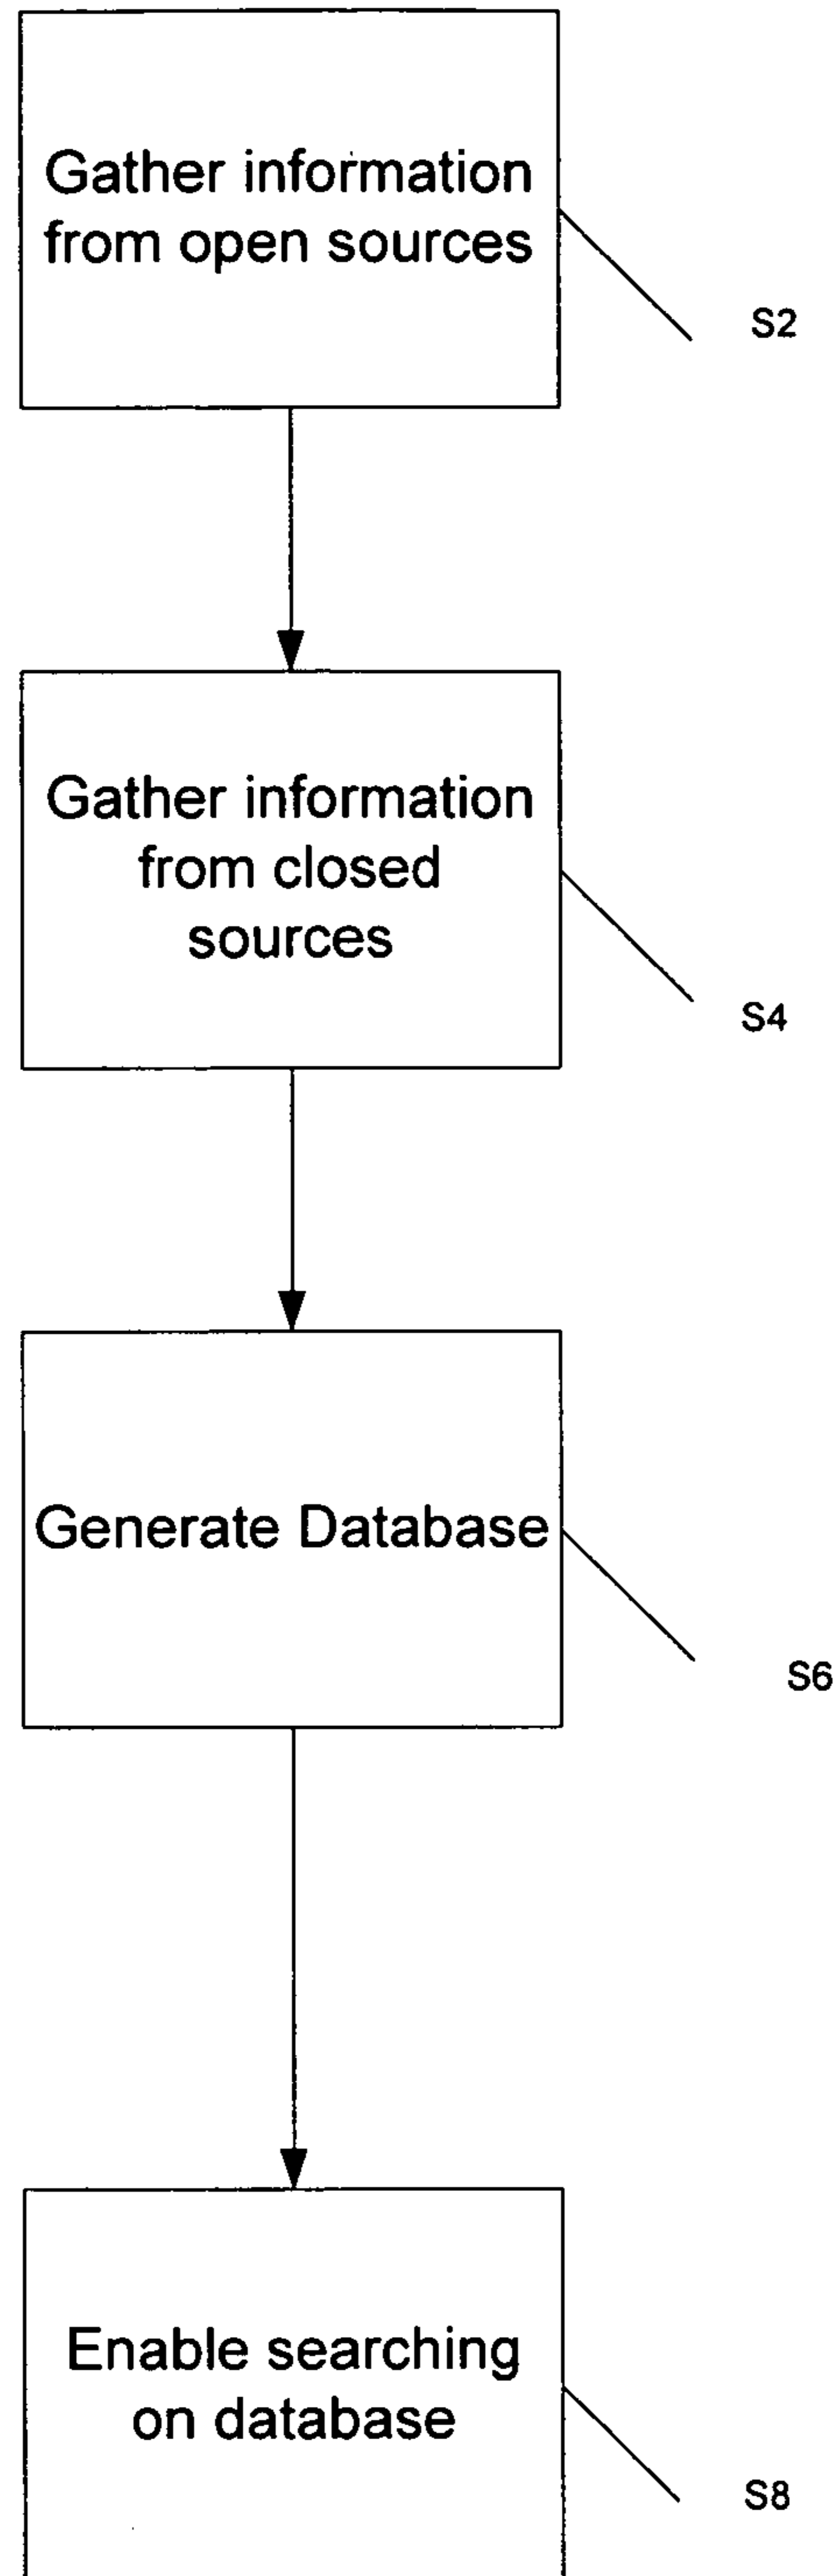 Gather information
from open sources
S2
Gather information
from closed
sources
S4
Generate Database
S6
Enable searching
on database
S8